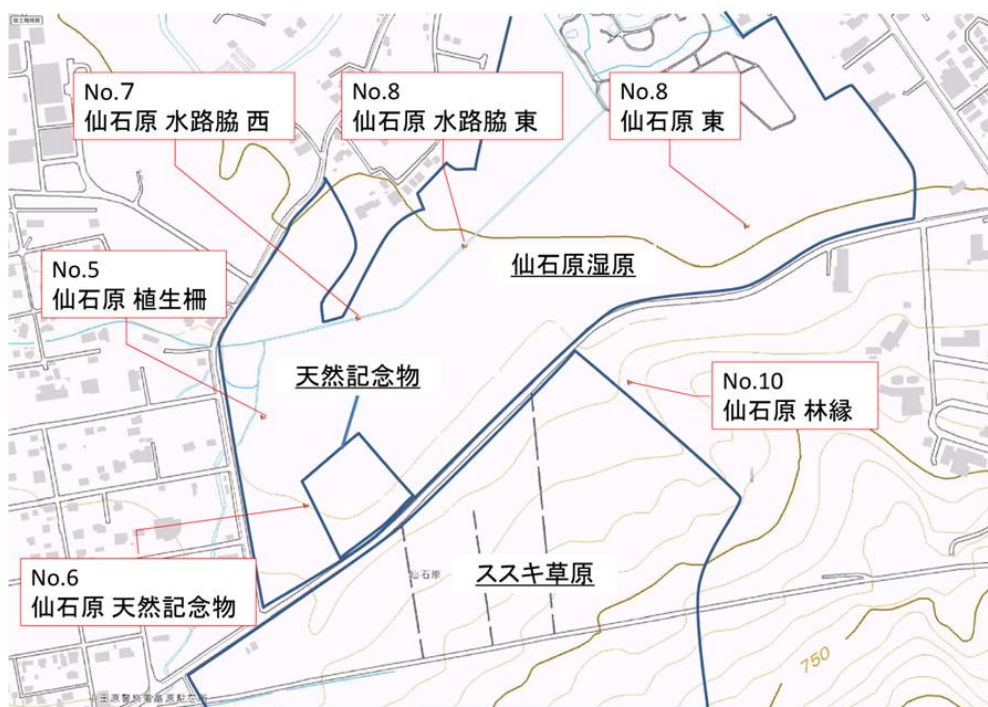 No.7
仙石原 水路脇 西
No.8
仙石原 水路脇 東
No.8
仙石原 東
No.5
仙石原 植生柵
仙石原湿原
天然記念物
No.10
仙石原 林縁
No.6
仙石原 天然記念物
仙石原
ススキ草原
750